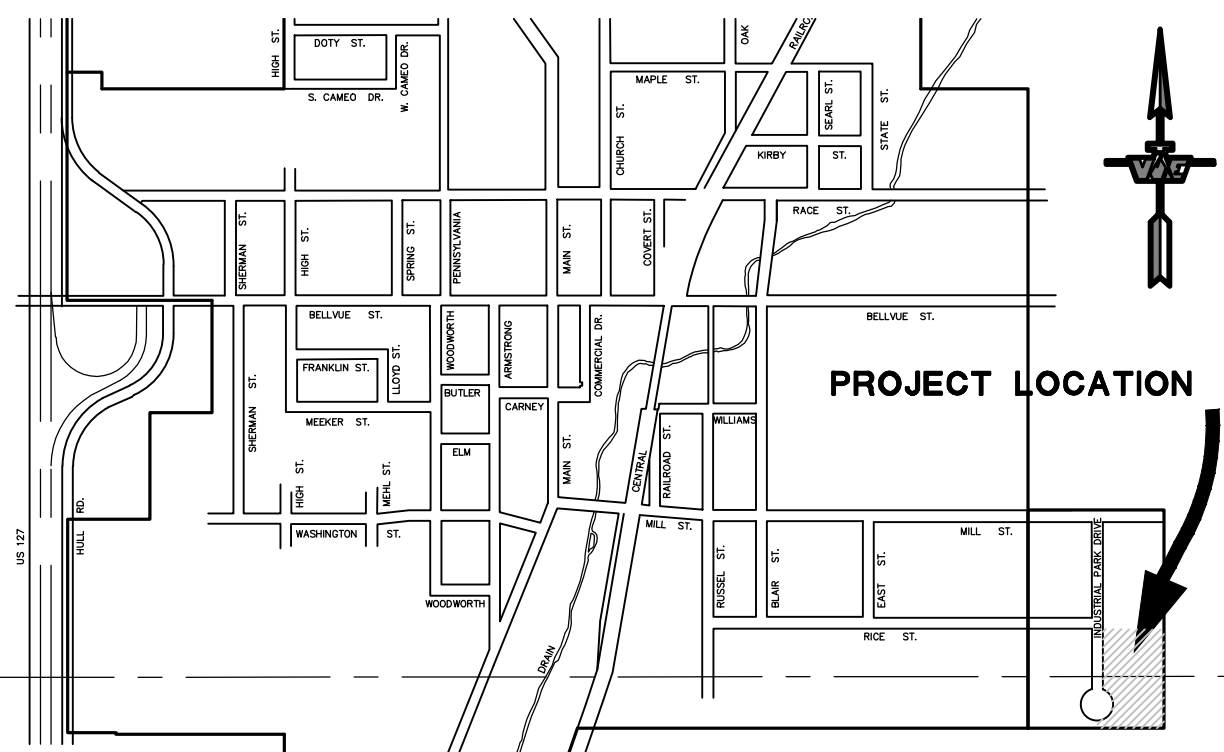 HIGH ST.
DOTY ST.
W. CAMEO DR.
S. CAMEO DR.
OAK
MAPLE ST.
CHURCH ST.
SEARL ST.
STATE ST.
KIRBY ST.
RACE ST.
SHERMAN ST.
HIGH ST.
SPRING ST.
PENNSYLVANIA
MAIN ST.
COVERT ST.
BELLVUE ST.
BELLVUE ST.
WOODWORTH
ARMSTRONG
COMMERCIAL DR.
FRANKLIN ST.
LLOYD ST.
PROJECT LOCATION
BUTLER
CARNEY
SHERMAN ST.
MEEKER ST.
WILLIAMS
ELM
MAIN ST.
CENTRAL
RAILROAD ST.
HIGH ST.
MEHL ST.
US 127
HULL RD.
WASHINGTON ST.
MILL ST.
MILL ST.
INDUSTRIAL PARK DRIVE
RUSSEL ST.
BLAIR ST.
EAST ST.
WOODWORTH
RICE ST.
DRAIN